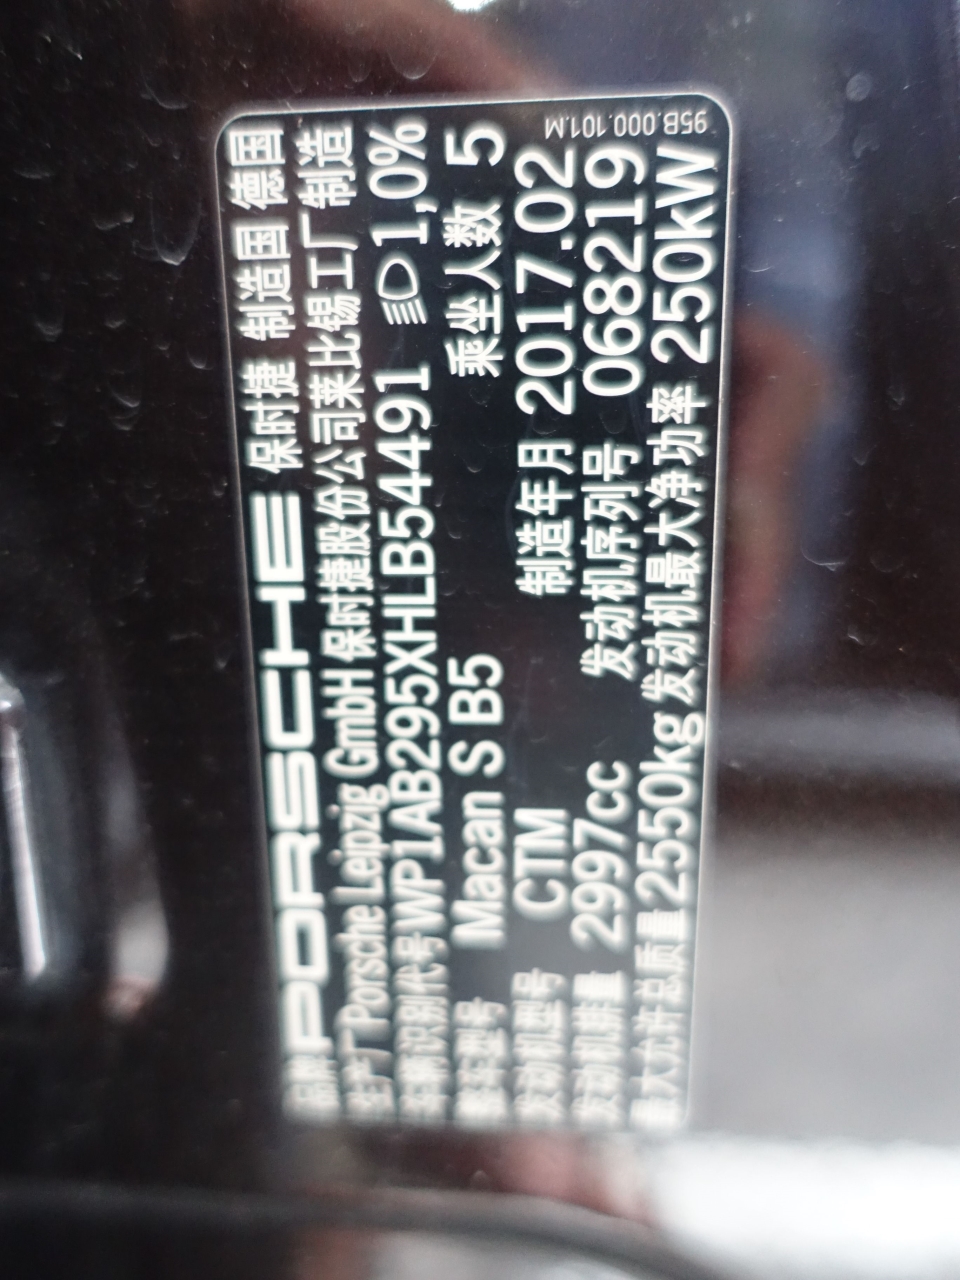 品牌 PORSCHE 保时捷 制造国 德国
生产厂 Porsche Leipzig GmbH 保时捷股份公司莱比锡工厂制造
车辆识别代号 WP1AB295XHLB54491 1,0%
整车型号 Macan S B5 乘坐人数 5
发动机型号 CTM 制造年月 2017.02
发动机排量 2997cc 发动机序列号 068219
最大允许总质量 2550kg 发动机最大净功率 250kW
95B.000.101.M